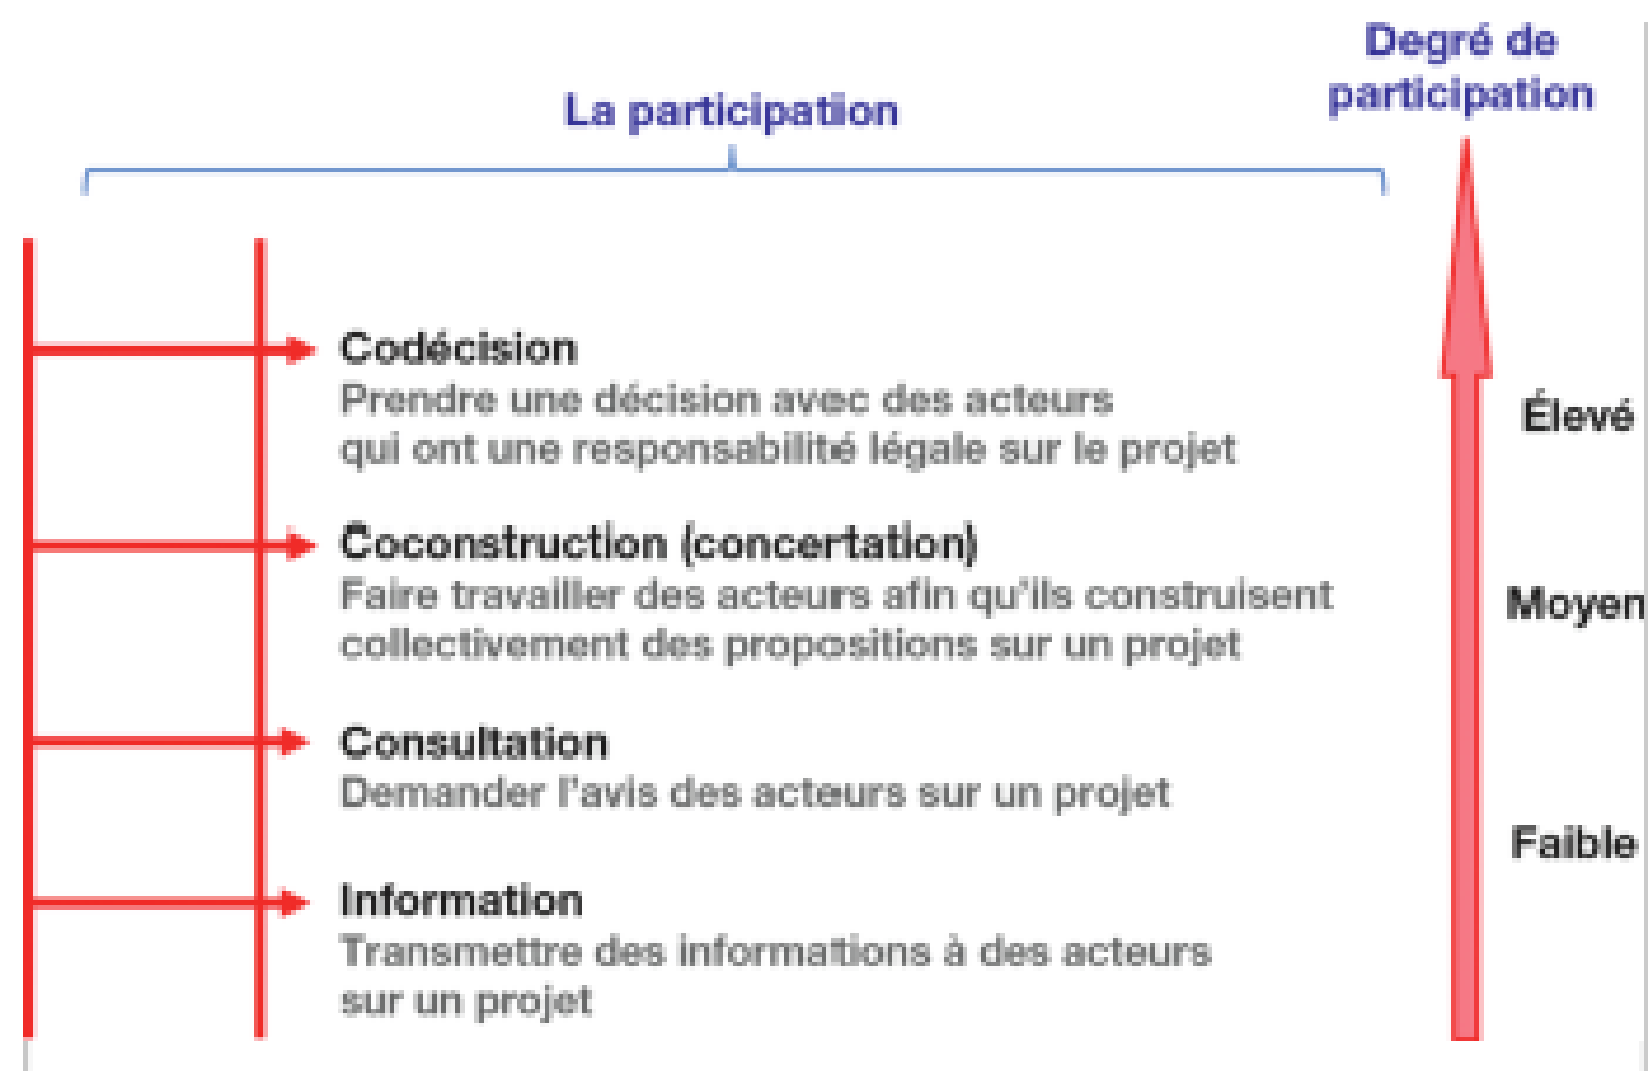 Degré de
participation
La participation
Codécision
Prendre une décision avec des acteurs
qui ont une responsabilité légale sur le projet
Élevé
Coconstruction (concertation)
Faire travailler des acteurs afin qu'ils construisent
collectivement des propositions sur un projet
Moyen
Consultation
Demander l'avis des acteurs sur un projet
Faible
Information
Transmettre des informations à des acteurs
sur un projet